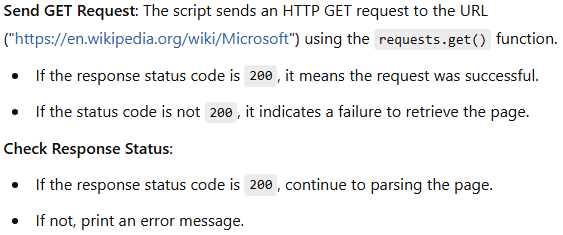 Send GET Request: The script sends an HTTP GET request to the URL
("https://en.wikipedia.org/wiki/Microsoft") using the requests.get() function.
• If the response status code is 200, it means the request was successful.
• If the status code is not 200, it indicates a failure to retrieve the page.
Check Response Status:
• If the response status code is 200, continue to parsing the page.
• If not, print an error message.